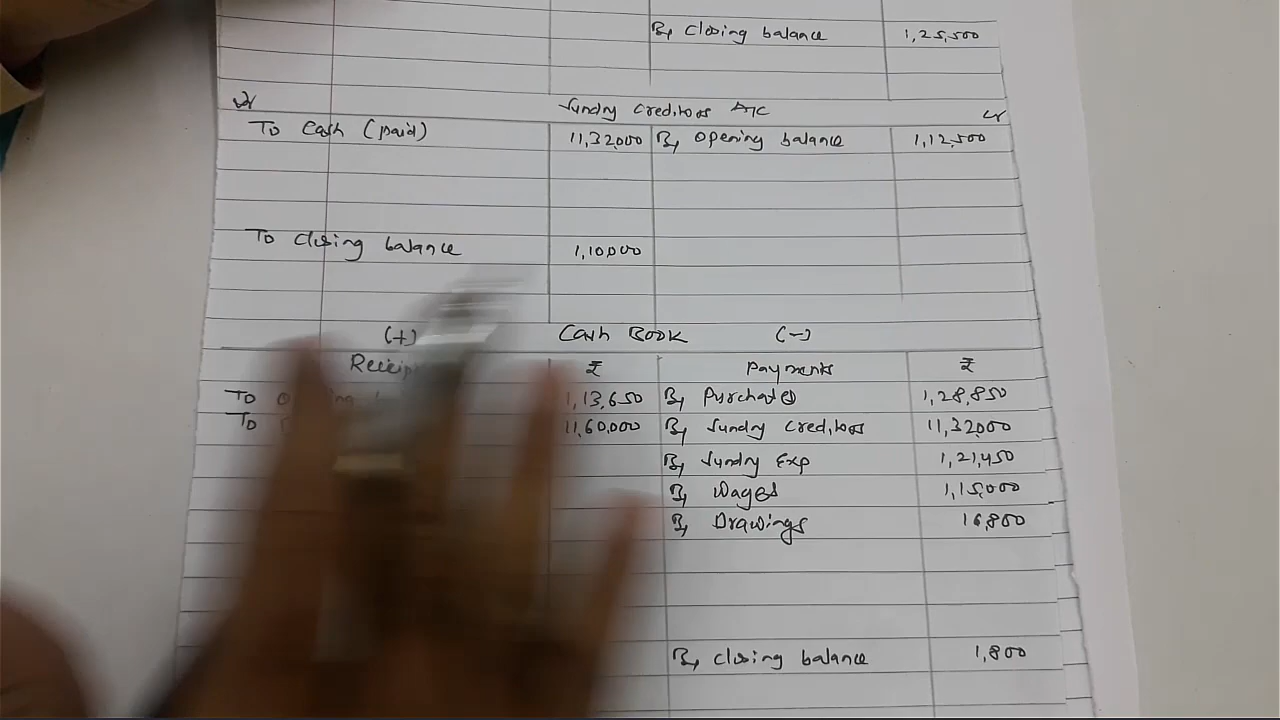 By Closing balance 1,25,500
Dr Sundry Creditors A/C Cr
To Cash (paid) 11,32,000 By Opening balance 1,12,500
To Closing balance 1,10,000
(+) Cash Book (-)
₹ Payments ₹
To 1,13,650 By Purchases 1,28,850
To 11,60,000 By Sundry Creditors 11,32,000
By Sundry Exp 1,21,450
By Wages 1,15,000
By Drawings 16,800
By closing balance 1,800